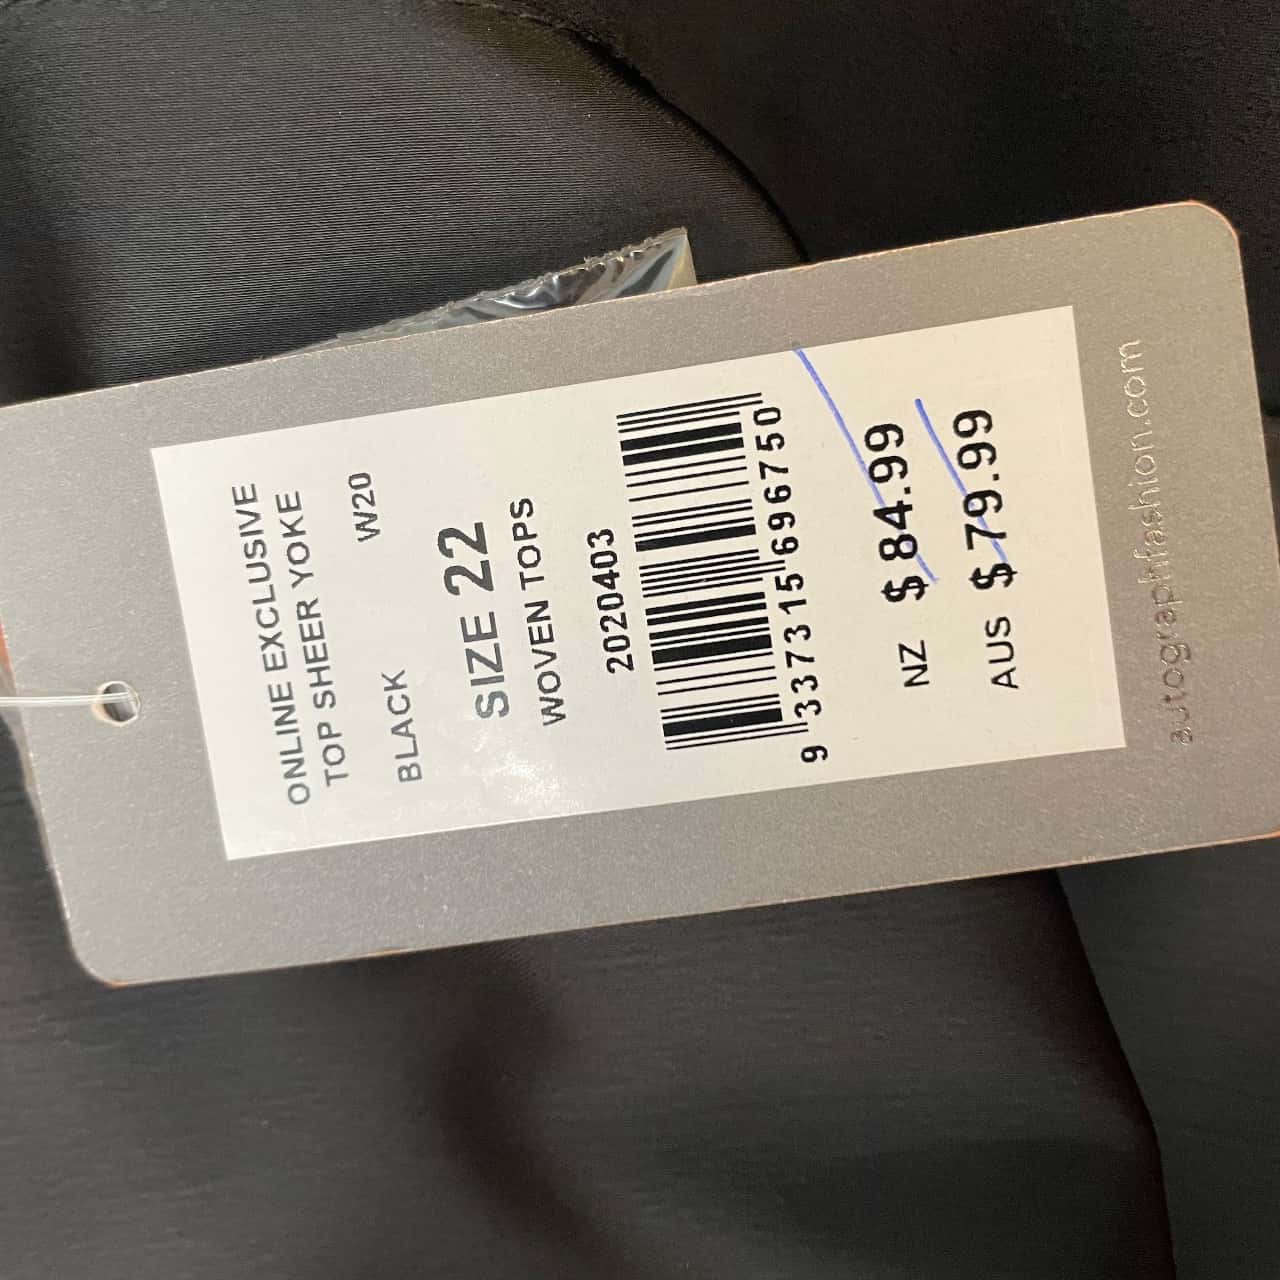 ONLINE EXCLUSIVE
TOP SHEER YOKE
W20
BLACK
SIZE 22
WOVEN TOPS
2020403
9 337315 696750
NZ $ 84.99
AUS $ 79.99
autographfashion.com